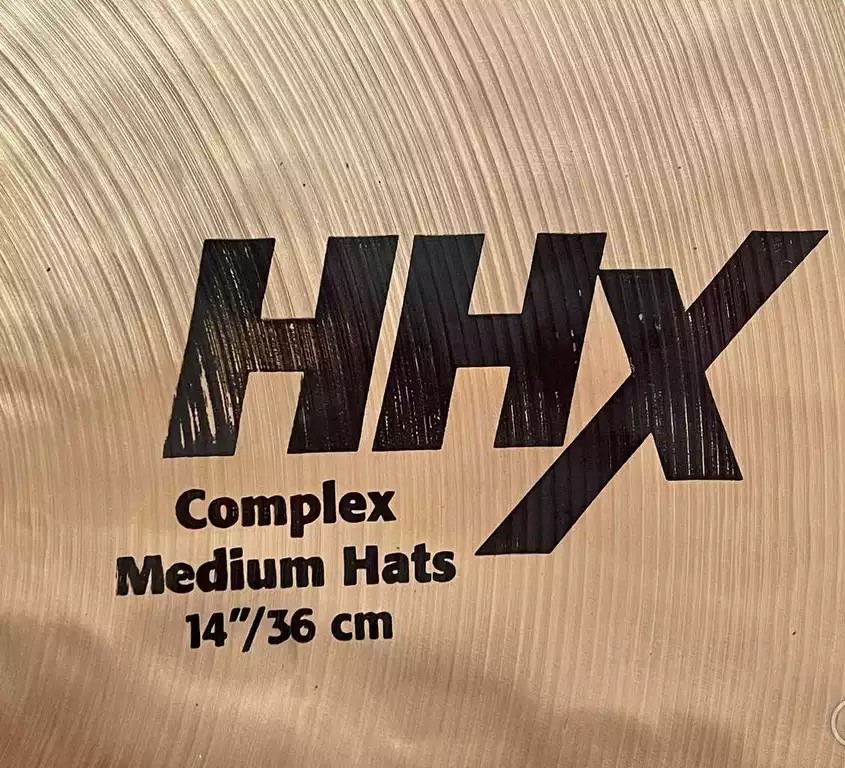 HHX
Complex
Medium Hats
14"/36 cm